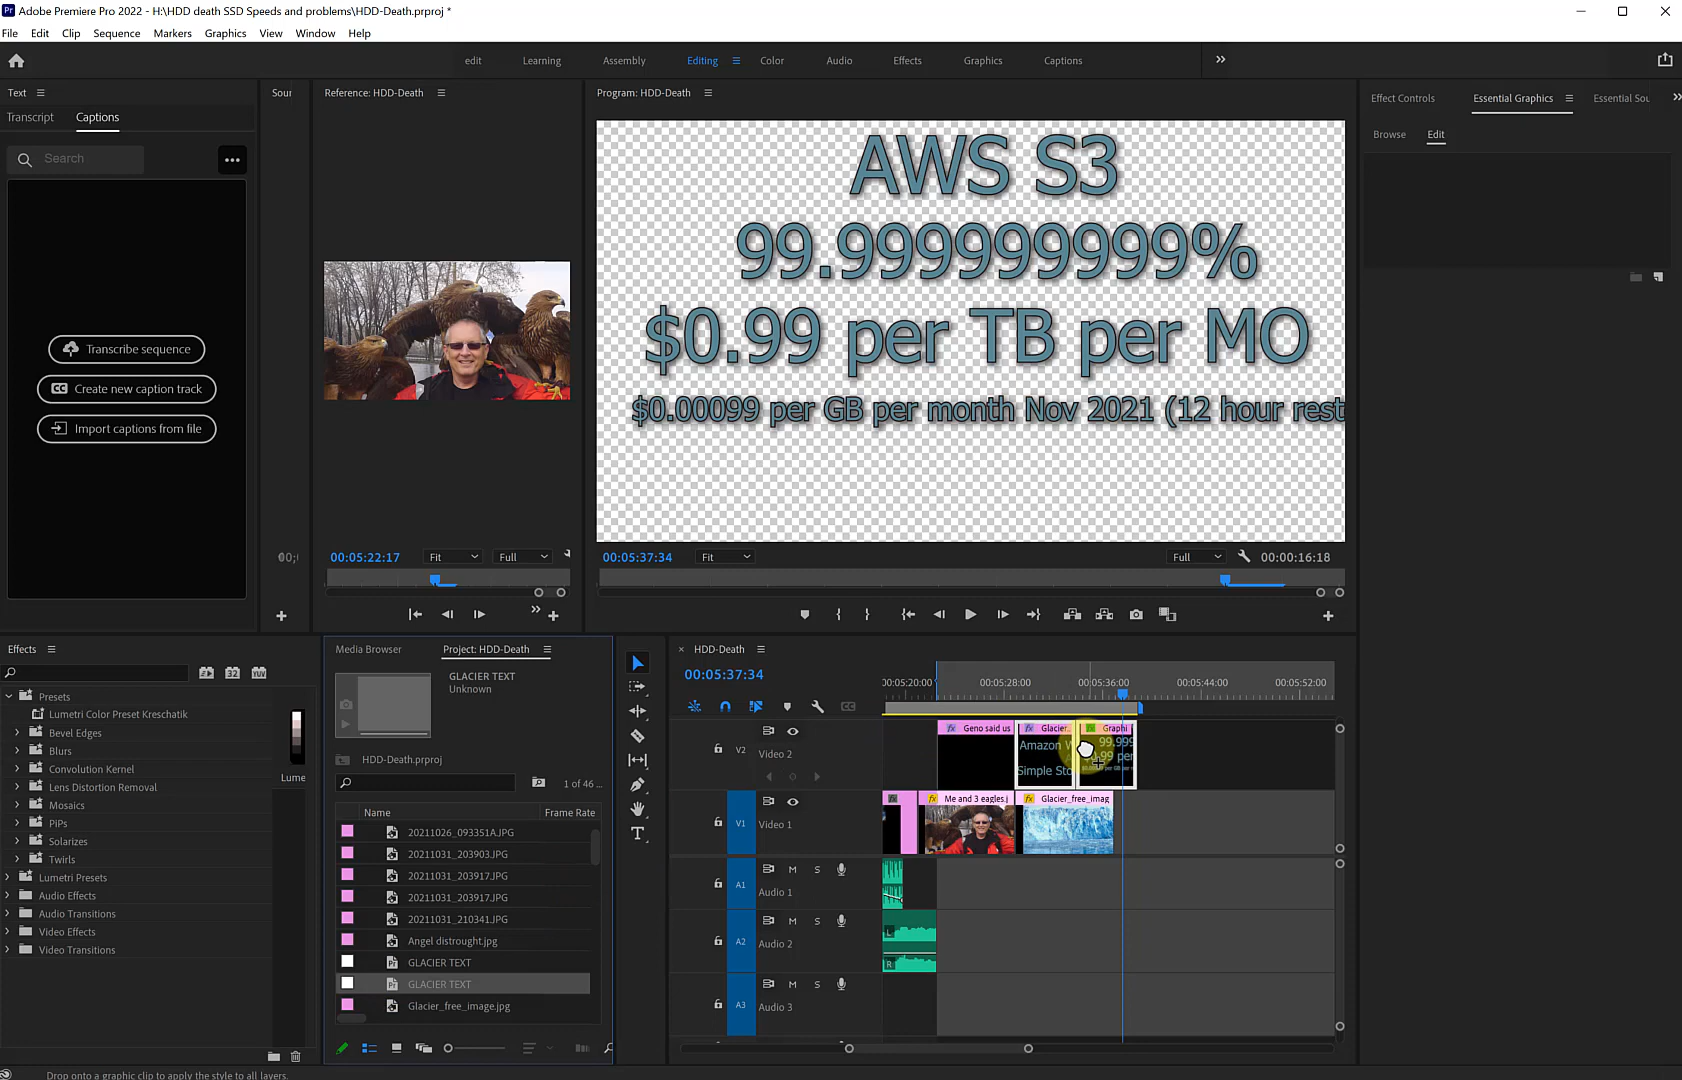 Adobe Premiere Pro 2022 - H:\HDD death SSD Speeds and problems\HDD-Death.prproj *
File Edit Clip Sequence Markers Graphics View Window Help
edit Learning Assembly Editing Color Audio Effects Graphics Captions
Text
Transcript Captions
Search
Transcribe sequence
Create new caption track
Import captions from file
Sour
Reference: HDD-Death
00:05:22:17 Fit Full
Program: HDD-Death
AWS S3
99.999999999%
$0.99 per TB per MO
$0.00099 per GB per month Nov 2021 (12 hour rest
00:05:37:34 Fit Full 00:00:16:18
Effect Controls Essential Graphics Essential Sou
Browse Edit
Effects
Presets
Lumetri Color Preset Kreschatik
Bevel Edges
Blurs
Convolution Kernel
Lens Distortion Removal
Mosaics
PiPs
Solarizes
Twirls
Lumetri Presets
Audio Effects
Audio Transitions
Video Effects
Video Transitions
Lume
Media Browser Project: HDD-Death
GLACIER TEXT
Unknown
HDD-Death.prproj
1 of 46 ...
Name Frame Rate
20211026_093351A.JPG
20211031_203903.JPG
20211031_203917.JPG
20211031_203917.JPG
20211031_210341.JPG
Angel distrought.jpg
GLACIER TEXT
GLACIER TEXT
Glacier_free_image.jpg
HDD-Death
00:05:37:34
00:05:20:00 00:05:28:00 00:05:36:00 00:05:44:00 00:05:52:00
V2 Video 2
Geno said us Glacier Graphi
Amazon W 99.999
Simple Sto
V1 Video 1
Me and 3 eagles.j Glacier_free_imag
A1 M S
Audio 1
A2 M S
Audio 2
L
R
A3 M S
Audio 3
Drop onto a graphic clip to apply the style to all layers.